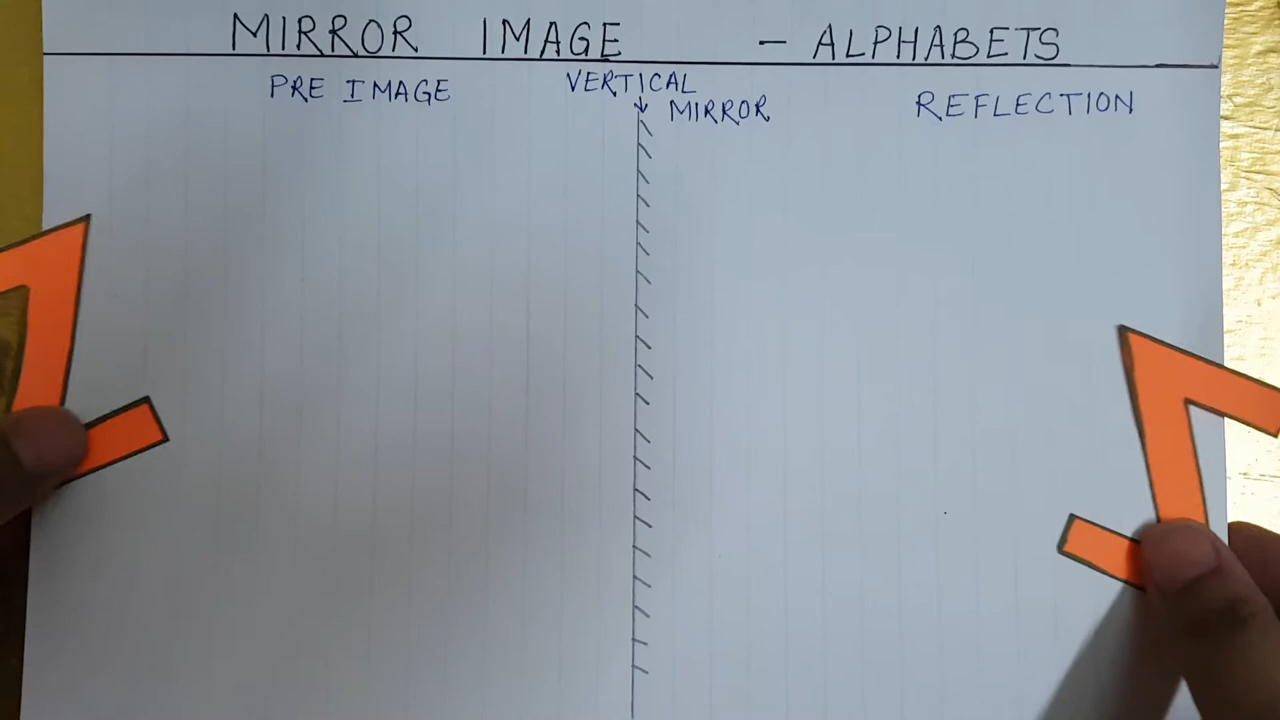 MIRROR IMAGE - ALPHABETS
PRE IMAGE
VERTICAL
MIRROR
REFLECTION